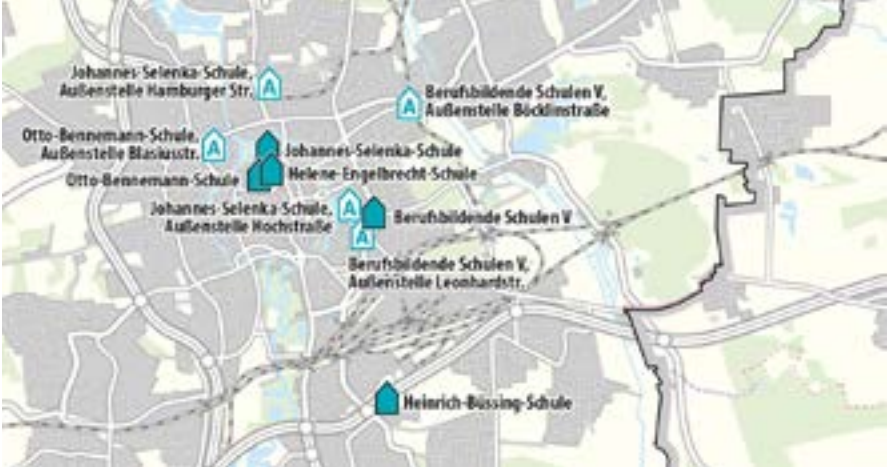 Johannes-Selenka-Schule,
Außenstelle Hamburger Str.
A
Berufsbildende Schulen V,
Außenstelle Böcklinstraße
A
Otto-Bennemann-Schule,
Außenstelle Blasiusstr.
A
Johannes-Selenka-Schule
Helene-Engelbrecht-Schule
Otto-Bennemann-Schule
Johannes-Selenka-Schule,
Außenstelle Hochstraße
A
Berufsbildende Schulen V
A
Berufsbildende Schulen V,
Außenstelle Leonhardstr.
Heinrich-Büssing-Schule